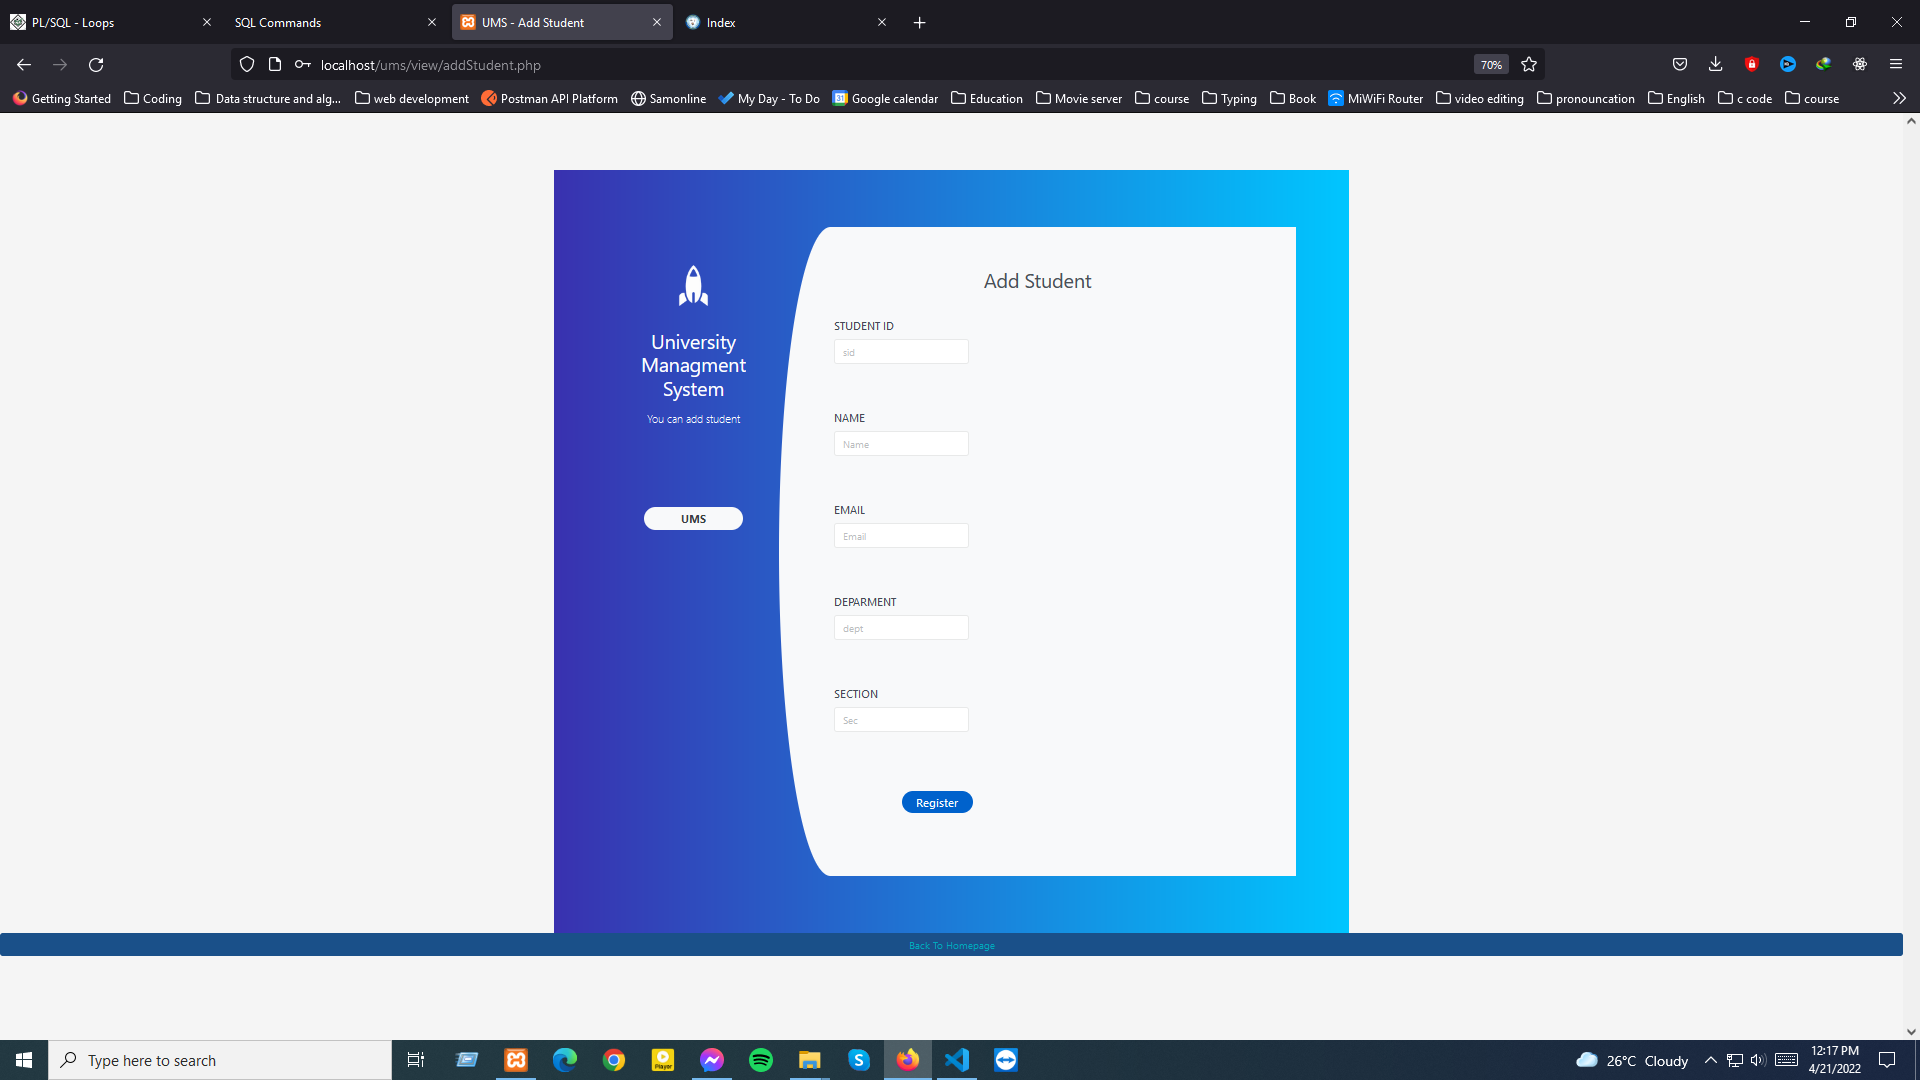 PL/SQL - Loops
SQL Commands
UMS - Add Student
Index
localhost/ums/view/addStudent.php
70%
Getting Started
Coding
Data structure and alg...
web development
Postman API Platform
Samonline
My Day - To Do
Google calendar
Education
Movie server
course
Typing
Book
MiWiFi Router
video editing
pronouncation
English
c code
course
University
Managment
System
You can add student
UMS
Add Student
STUDENT ID
sid
NAME
Name
EMAIL
Email
DEPARMENT
dept
SECTION
Sec
Register
Back To Homepage
Type here to search
26°C Cloudy
12:17 PM
4/21/2022